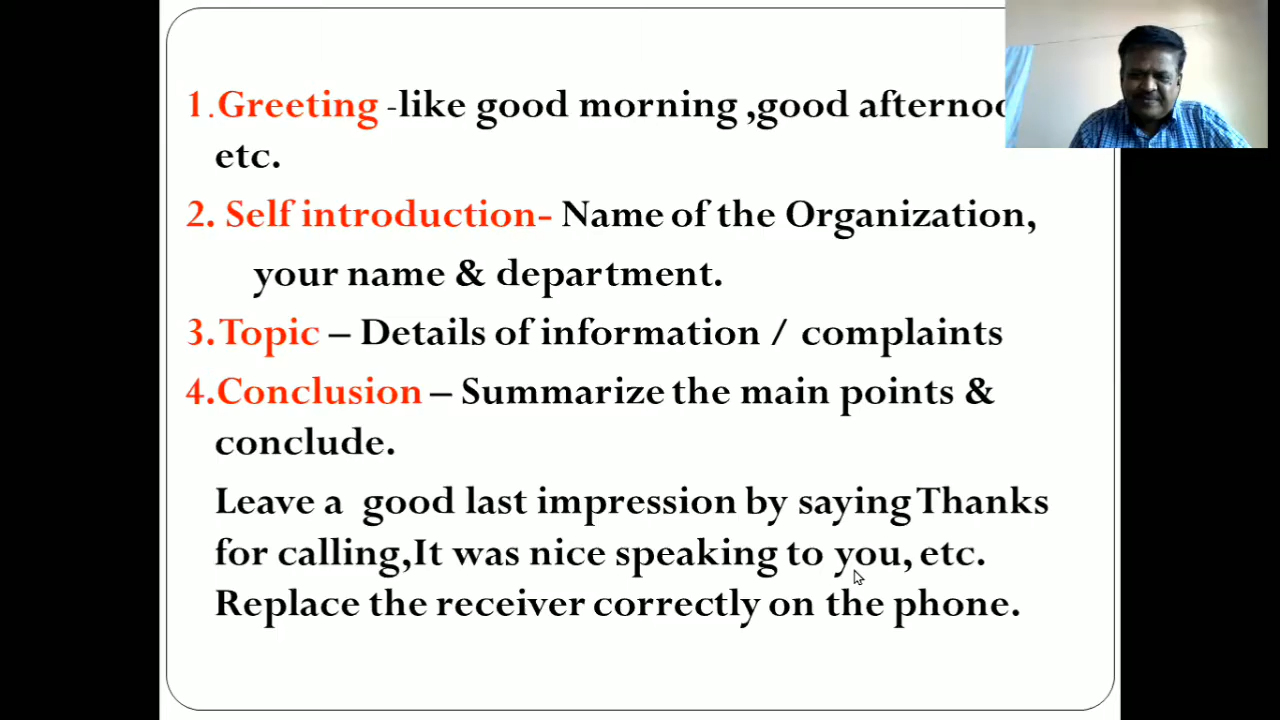 1.Greeting -like good morning ,good
etc.
2. Self introduction- Name of the Organization,
your name & department.
3.Topic – Details of information / complaints
4.Conclusion – Summarize the main points &
conclude.
Leave a good last impression by saying Thanks
for calling,It was nice speaking to you, etc.
Replace the receiver correctly on the phone.